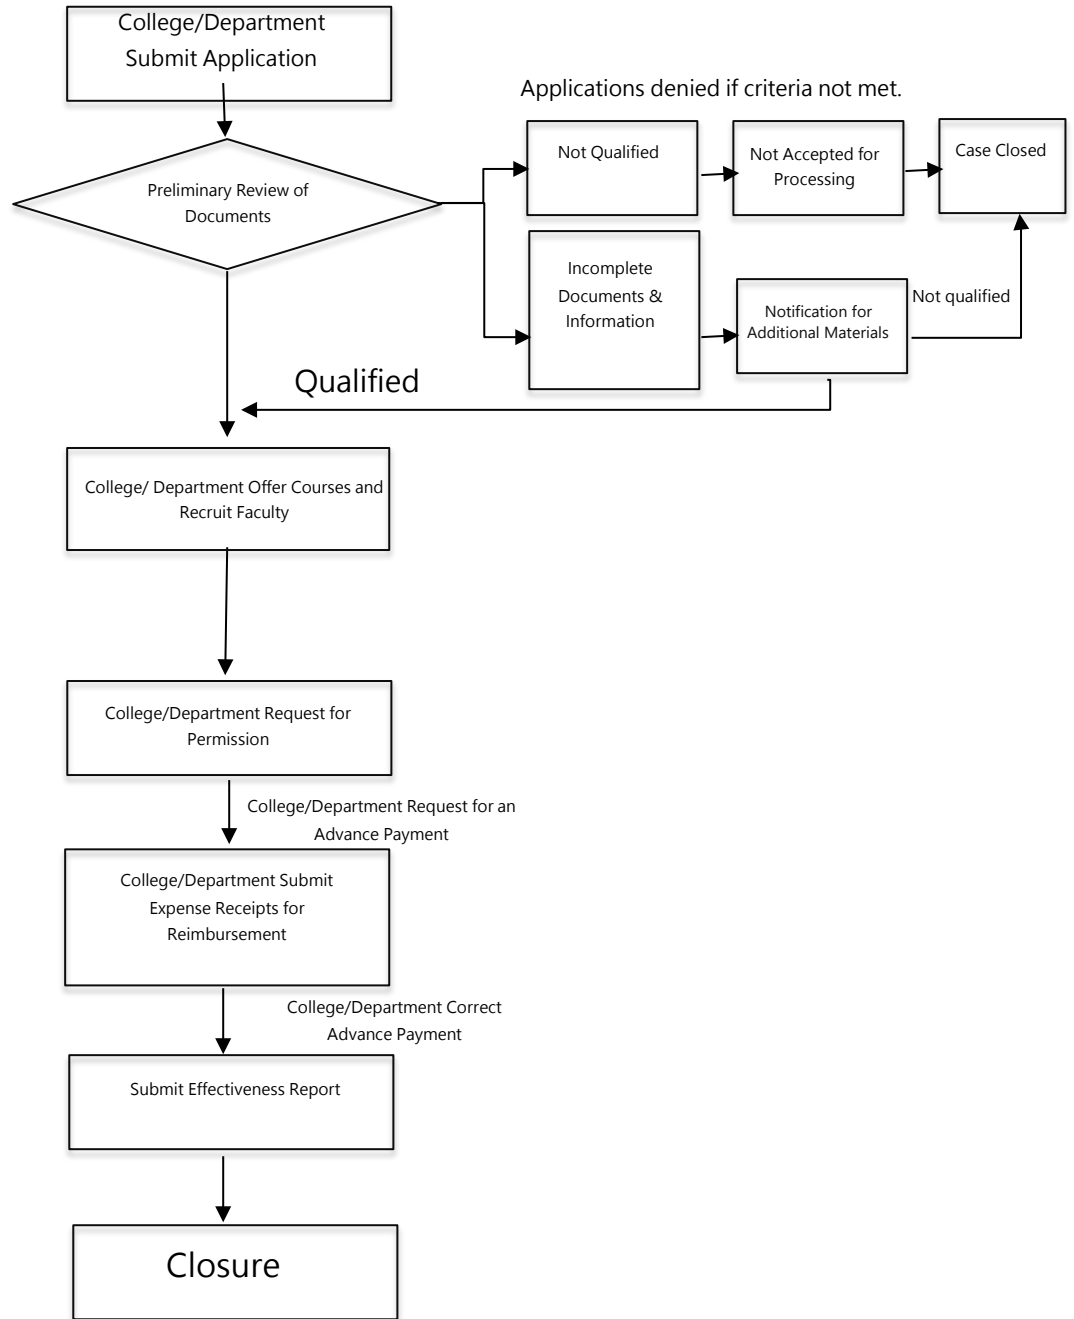 College/Department
Submit Application
Applications denied if criteria not met.
Preliminary Review of
Documents
Not Qualified
Not Accepted for
Processing
Case Closed
Incomplete
Documents &
Information
Notification for
Additional Materials
Not qualified
Qualified
College/ Department Offer Courses and
Recruit Faculty
College/Department Request for
Permission
College/Department Request for an
Advance Payment
College/Department Submit
Expense Receipts for
Reimbursement
College/Department Correct
Advance Payment
Submit Effectiveness Report
Closure